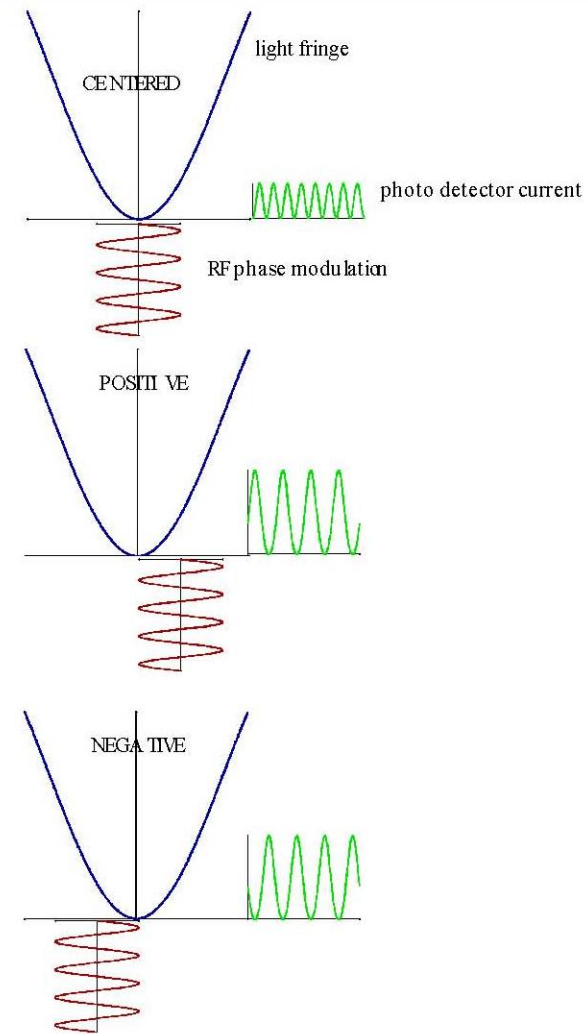 light fringe
CENTERED
photo detector current
RF phase modulation
POSITIVE
NEGATIVE